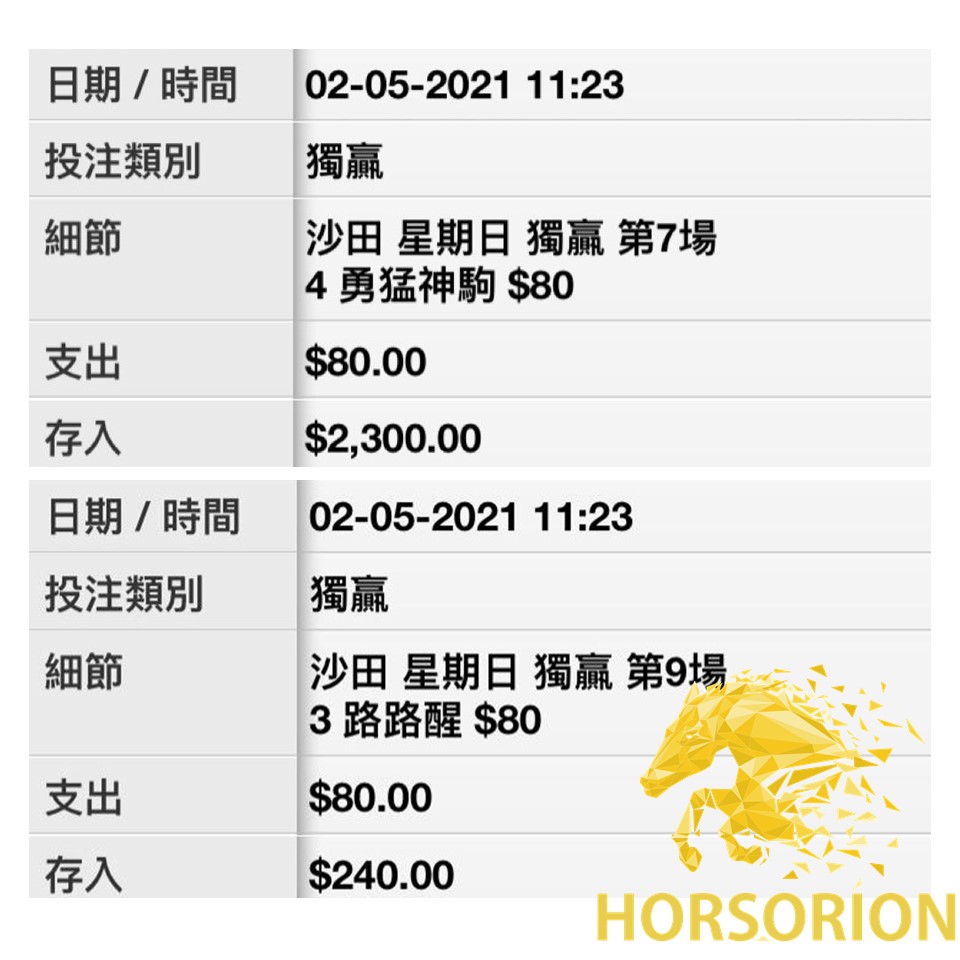 日期 / 時間 02-05-2021 11:23
投注類別 獨贏
細節 沙田 星期日 獨贏 第7場
4 勇猛神駒 $80
支出 $80.00
存入 $2,300.00
日期 / 時間 02-05-2021 11:23
投注類別 獨贏
細節 沙田 星期日 獨贏 第9場
3 路路醒 $80
支出 $80.00
存入 $240.00
HORSORION